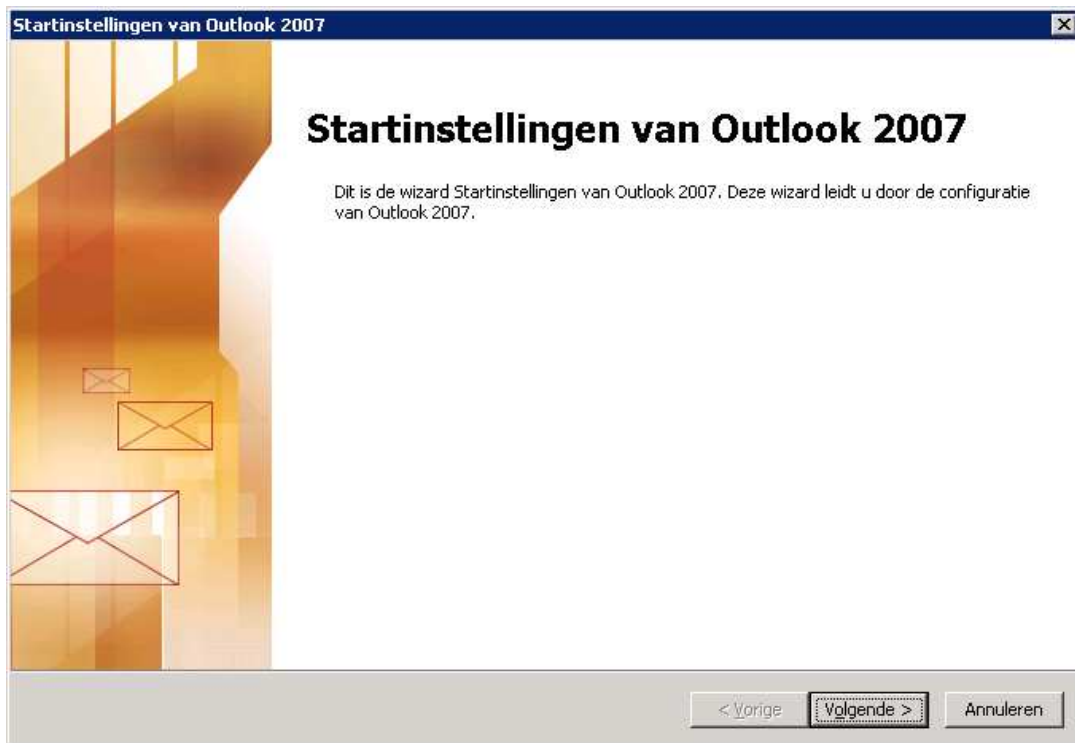 Startinstellingen van Outlook 2007
Startinstellingen van Outlook 2007
Dit is de wizard Startinstellingen van Outlook 2007. Deze wizard leidt u door de configuratie
van Outlook 2007.
< Vorige
Volgende >
Annuleren